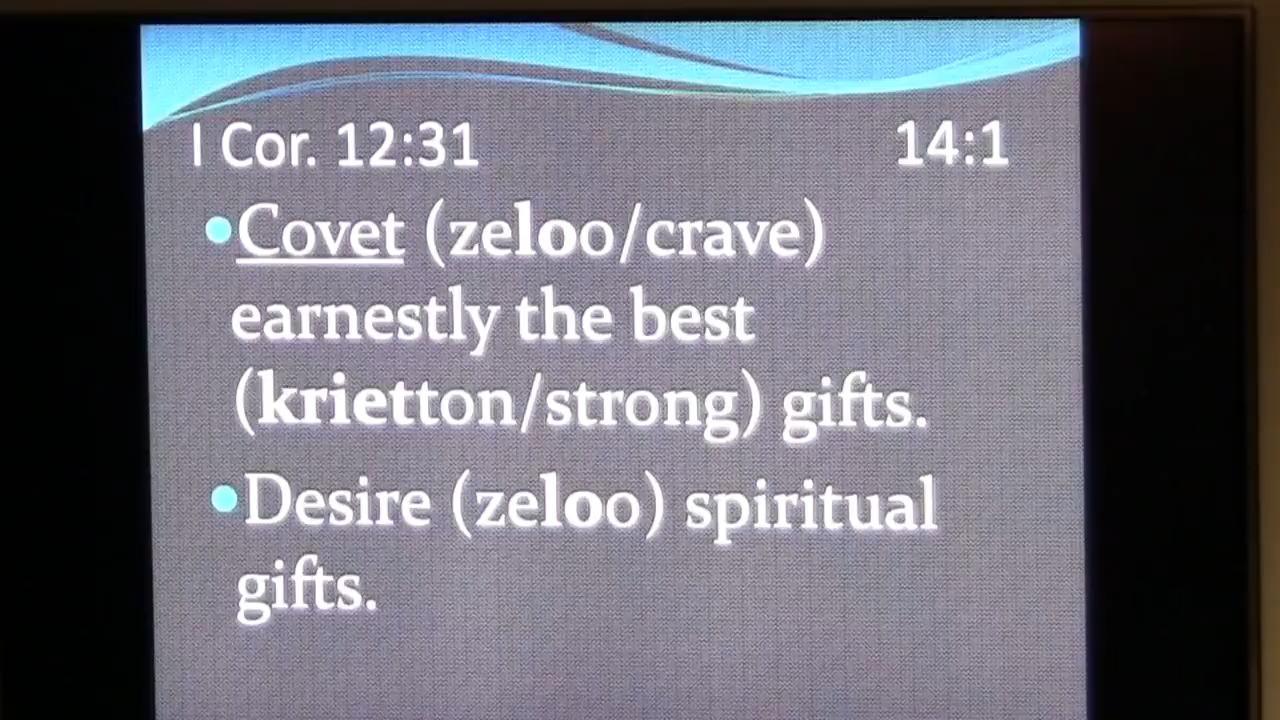 I Cor. 12:31 14:1
•Covet (zeloo/crave)
earnestly the best
(krietton/strong) gifts.
•Desire (zeloo) spiritual
gifts.